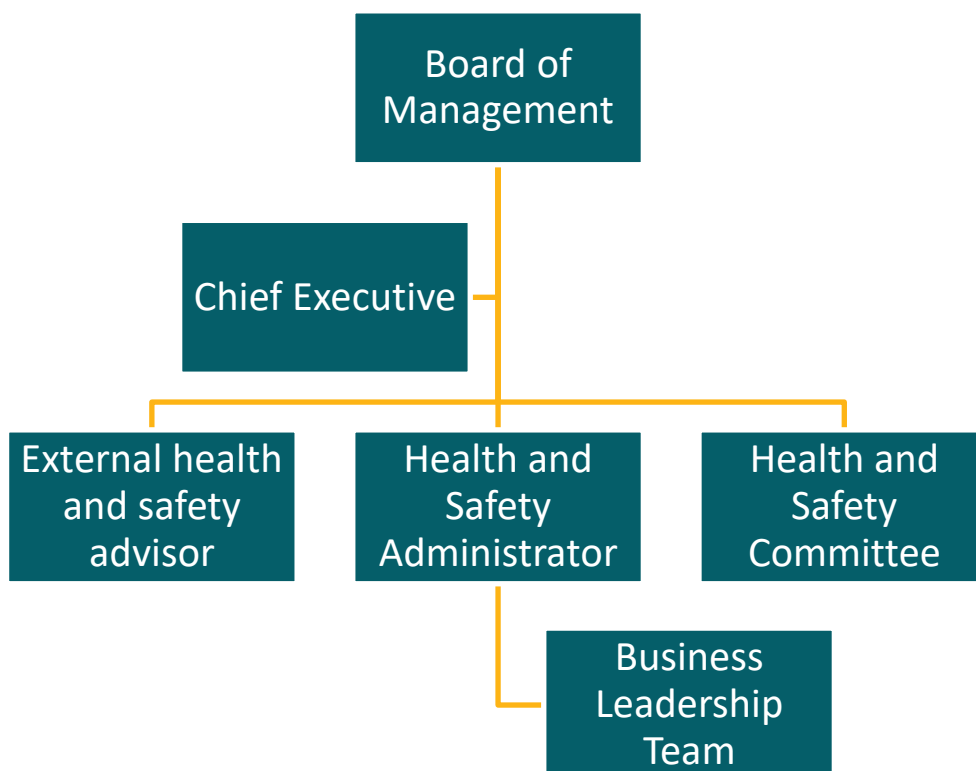 Board of
Management
Chief Executive
External health
and safety
advisor
Health and
Safety
Administrator
Health and
Safety
Committee
Business
Leadership
Team